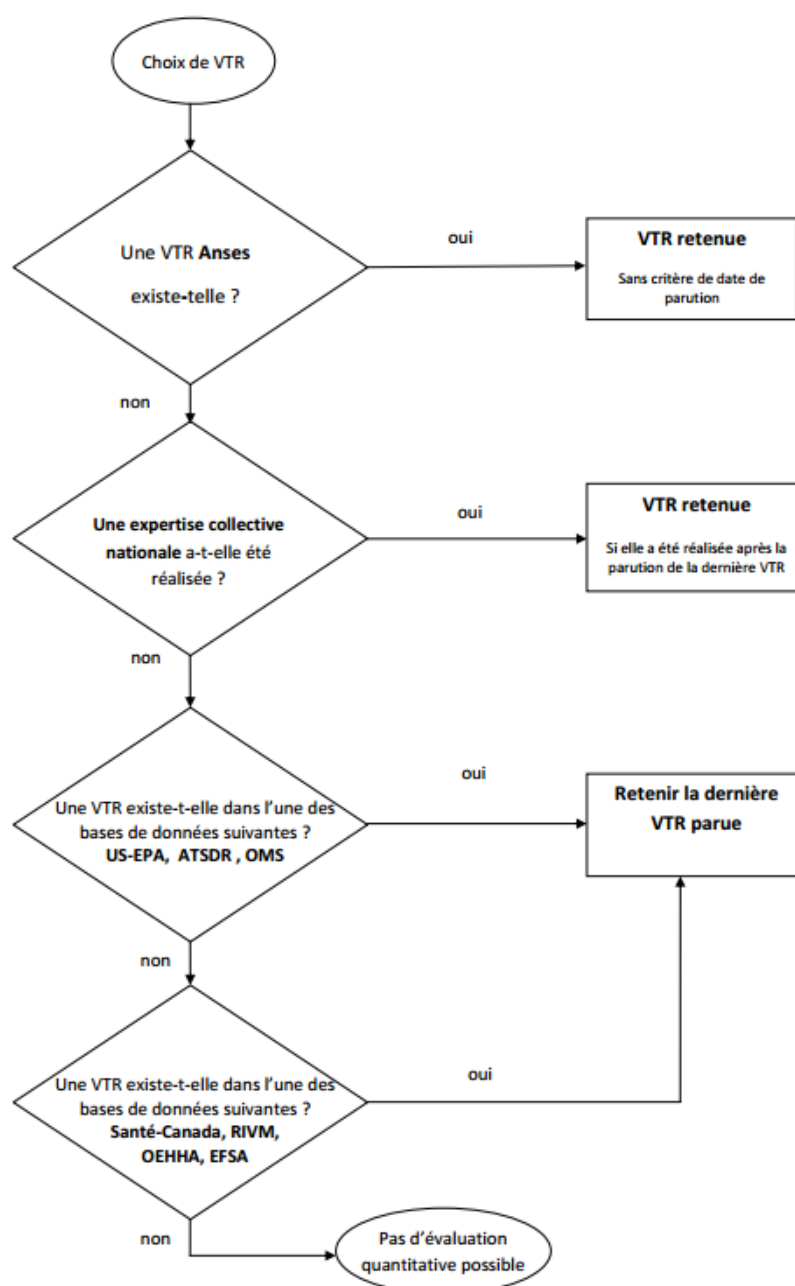 Choix de VTR
Une VTR Anses
existe-telle ?
oui
VTR retenue
Sans critère de date de
parution
non
Une expertise collective
nationale a-t-elle été
réalisée ?
oui
VTR retenue
Si elle a été réalisée après la
parution de la dernière VTR
non
Une VTR existe-t-elle dans l’une des
bases de données suivantes ?
US-EPA, ATSDR , OMS
oui
Retenir la dernière
VTR parue
non
Une VTR existe-t-elle dans l’une des
bases de données suivantes ?
Santé-Canada, RIVM,
OEHHA, EFSA
oui
non
Pas d’évaluation
quantitative possible